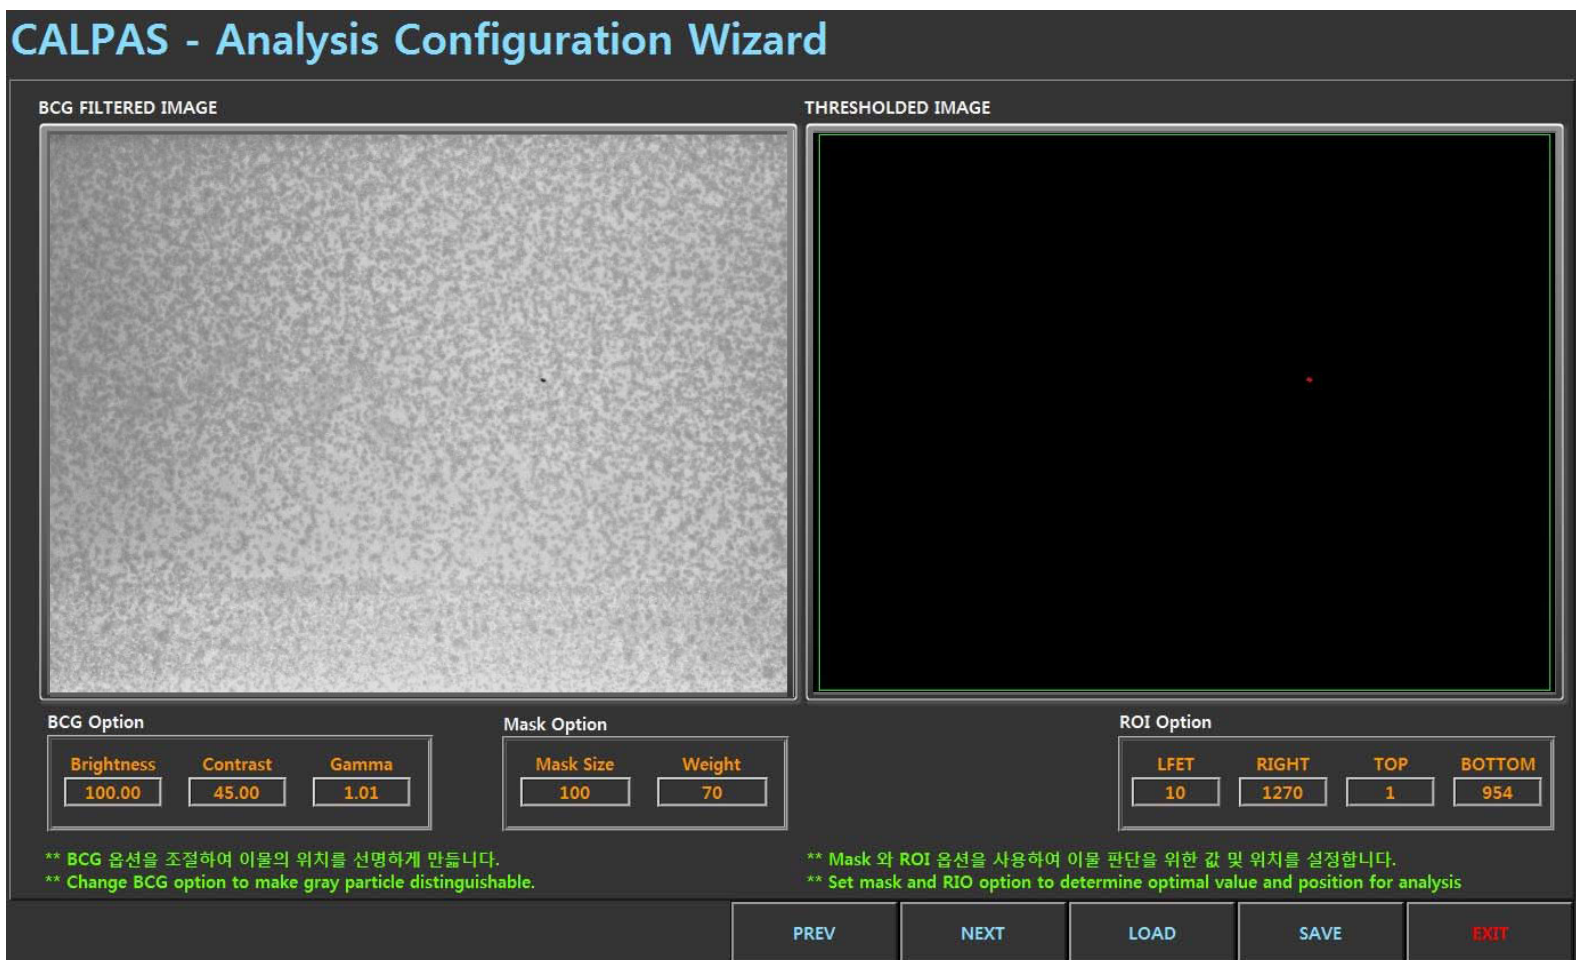 CALPAS - Analysis Configuration Wizard
BCG FILTERED IMAGE
THRESHOLDED IMAGE
BCG Option
Brightness Contrast Gamma
100.00 45.00 1.01
Mask Option
Mask Size Weight
100 70
ROI Option
LFET RIGHT TOP BOTTOM
10 1270 1 954
** BCG 옵션을 조절하여 이물의 위치를 선명하게 만듧니다.
** Change BCG option to make gray particle distinguishable.
** Mask 와 ROI 옵션을 사용하여 이물 판단을 위한 값 및 위치를 설정합니다.
** Set mask and RIO option to determine optimal value and position for analysis
PREV NEXT LOAD SAVE EXIT